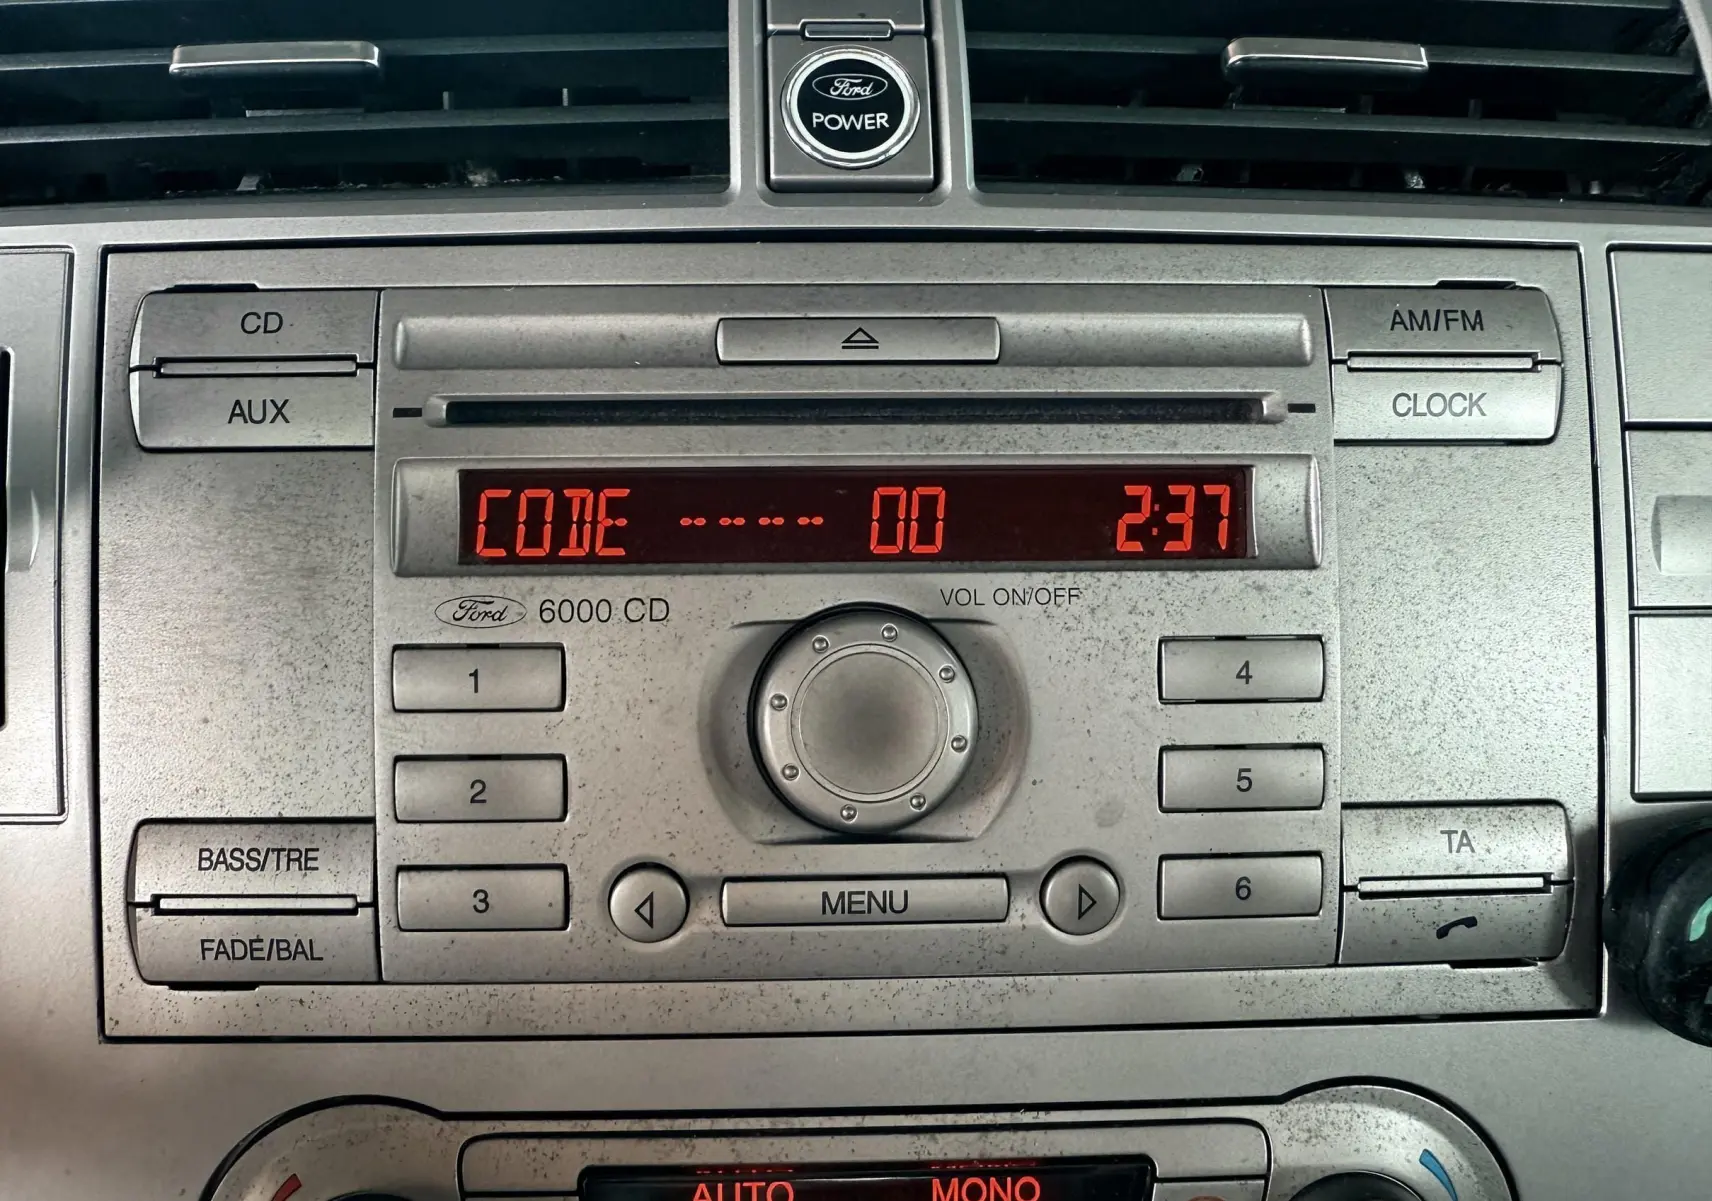 Ford
POWER
CD
AM/FM
AUX
CLOCK
CODE ---- 00 2:37
Ford 6000 CD
VOL ON/OFF
1
4
2
5
BASS/TRE
TA
3
MENU
6
FADE/BAL
AUTO
MONO